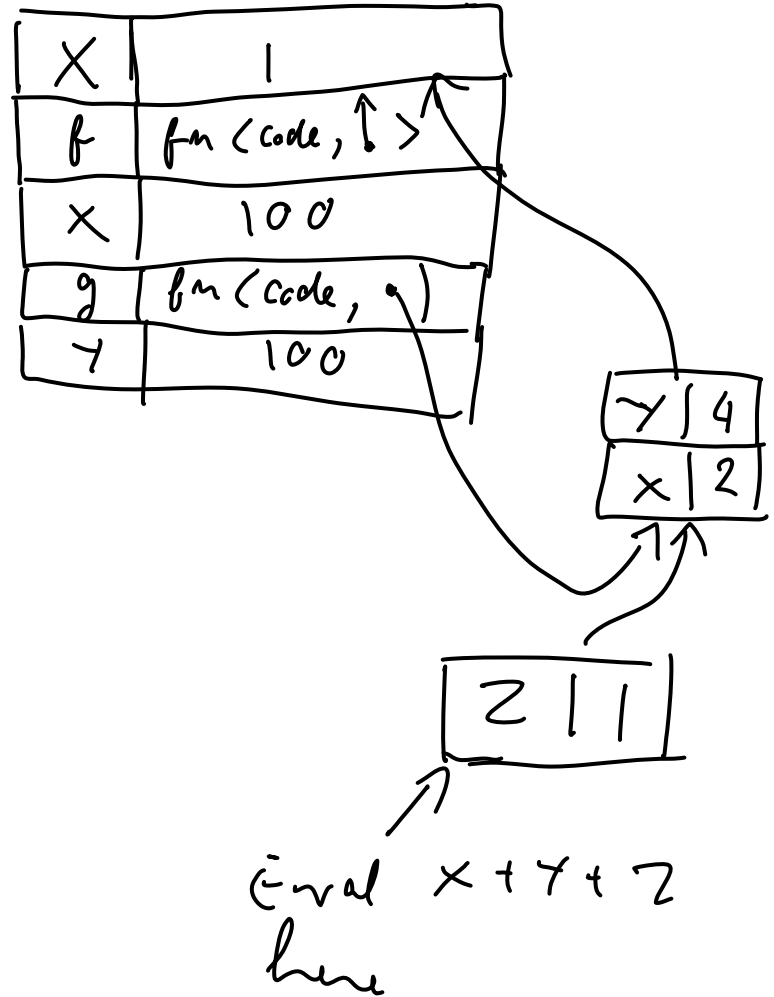 X 1
f fn <code, >
X 100
g fn (code, )
Y 100
Y 4
x 2
Z 1
Eval x + y + z
here